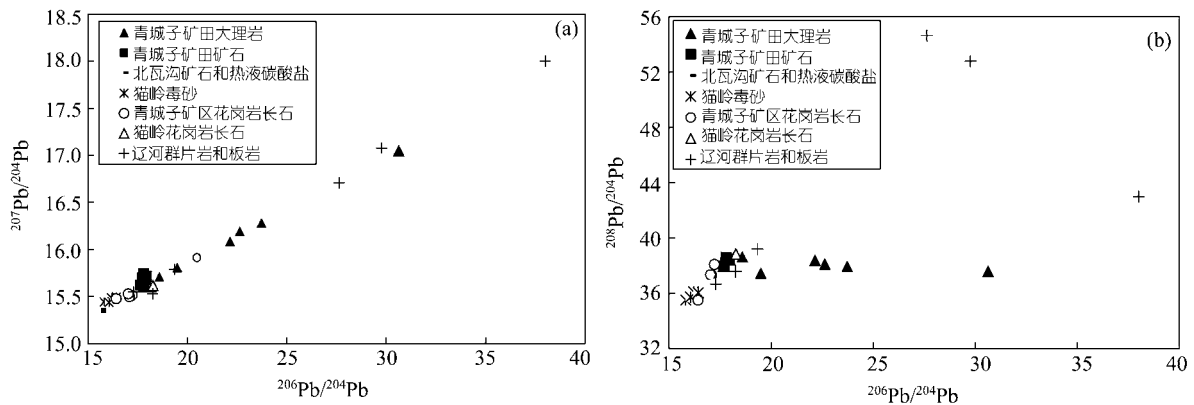 (a)
青城子矿田大理岩
青城子矿田矿石
北瓦沟矿石和热液碳酸盐
猫岭毒砂
青城子矿区花岗岩长石
猫岭花岗岩长石
辽河群片岩和板岩
18.5
18.0
17.5
17.0
16.5
16.0
15.5
15.0
²⁰⁷Pb/²⁰⁴Pb
15 20 25 30 35 40
²⁰⁶Pb/²⁰⁴Pb
(b)
青城子矿田大理岩
青城子矿田矿石
北瓦沟矿石和热液碳酸盐
猫岭毒砂
青城子矿区花岗岩长石
猫岭花岗岩长石
辽河群片岩和板岩
56
52
48
44
40
36
32
²⁰⁸Pb/²⁰⁴Pb
15 20 25 30 35 40
²⁰⁶Pb/²⁰⁴Pb